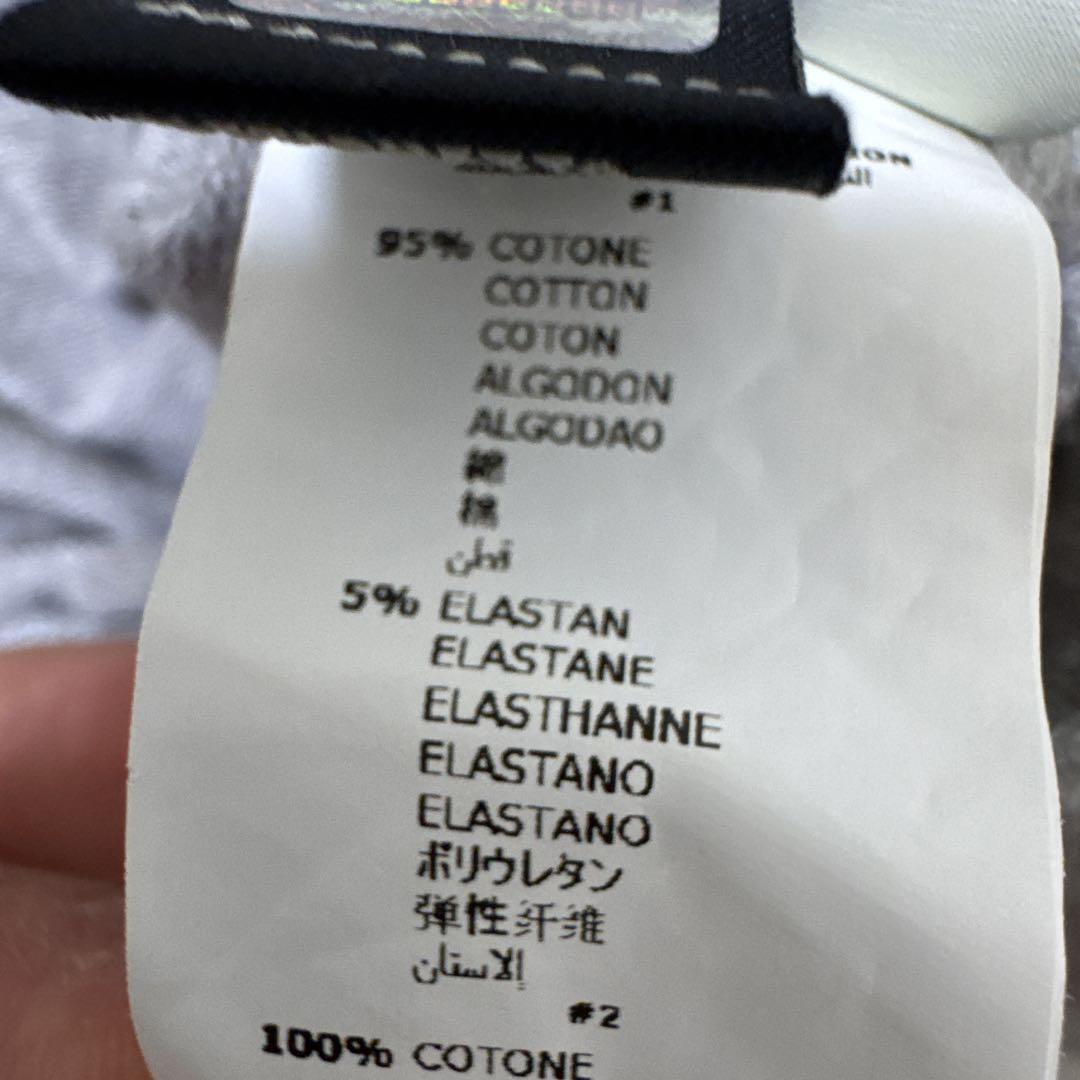 #1
95% COTONE
COTTON
COTON
ALGODON
ALGODAO
綿
棉
قطن
5% ELASTAN
ELASTANE
ELASTHANNE
ELASTANO
ELASTANO
ポリウレタン
弹性纤维
إلاستان
#2
100% COTONE